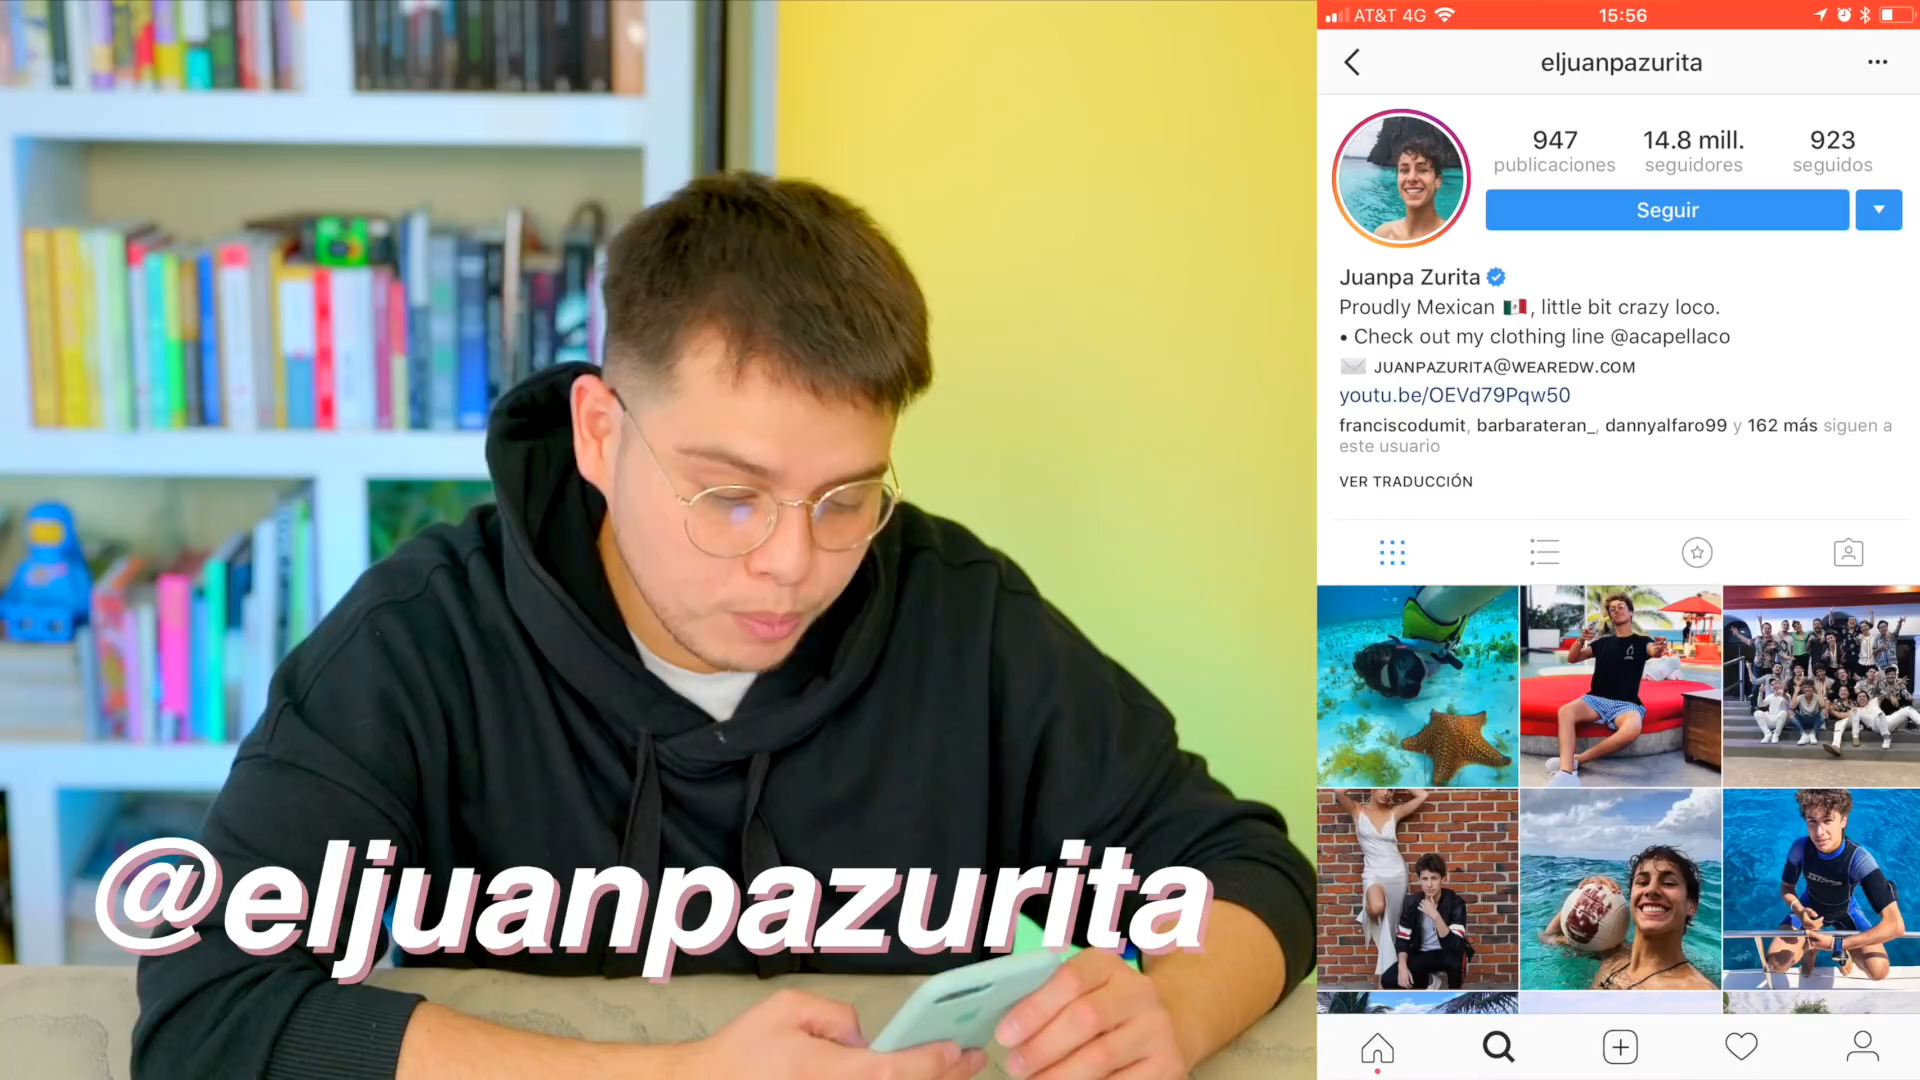 @eljuanpazurita
AT&T 4G
15:56
eljuanpazurita
947
publicaciones
14.8 mill.
seguidores
923
seguidos
Seguir
Juanpa Zurita
Proudly Mexican 🇲🇽, little bit crazy loco.
• Check out my clothing line @acapellaco
✉️ JUANPAZURITA@WEAREDW.COM
youtu.be/OEVd79Pqw50
franciscodumit, barbarateran_, dannyalfaro99 y 162 más siguen a
este usuario
VER TRADUCCIÓN